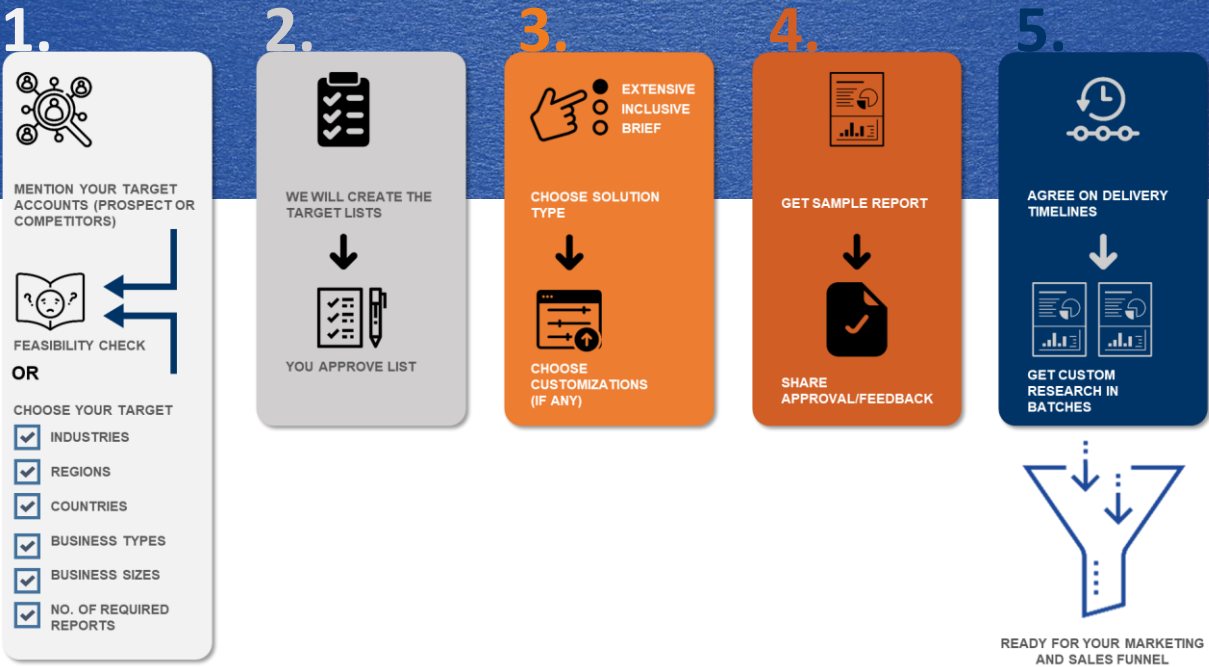 1.
MENTION YOUR TARGET
ACCOUNTS (PROSPECT OR
COMPETITORS)
FEASIBILITY CHECK
OR
CHOOSE YOUR TARGET
INDUSTRIES
REGIONS
COUNTRIES
BUSINESS TYPES
BUSINESS SIZES
NO. OF REQUIRED
REPORTS
2.
WE WILL CREATE THE
TARGET LISTS
YOU APPROVE LIST
3.
EXTENSIVE
INCLUSIVE
BRIEF
CHOOSE SOLUTION
TYPE
CHOOSE
CUSTOMIZATIONS
(IF ANY)
4.
GET SAMPLE REPORT
SHARE
APPROVAL/FEEDBACK
5.
AGREE ON DELIVERY
TIMELINES
GET CUSTOM
RESEARCH IN
BATCHES
READY FOR YOUR MARKETING
AND SALES FUNNEL